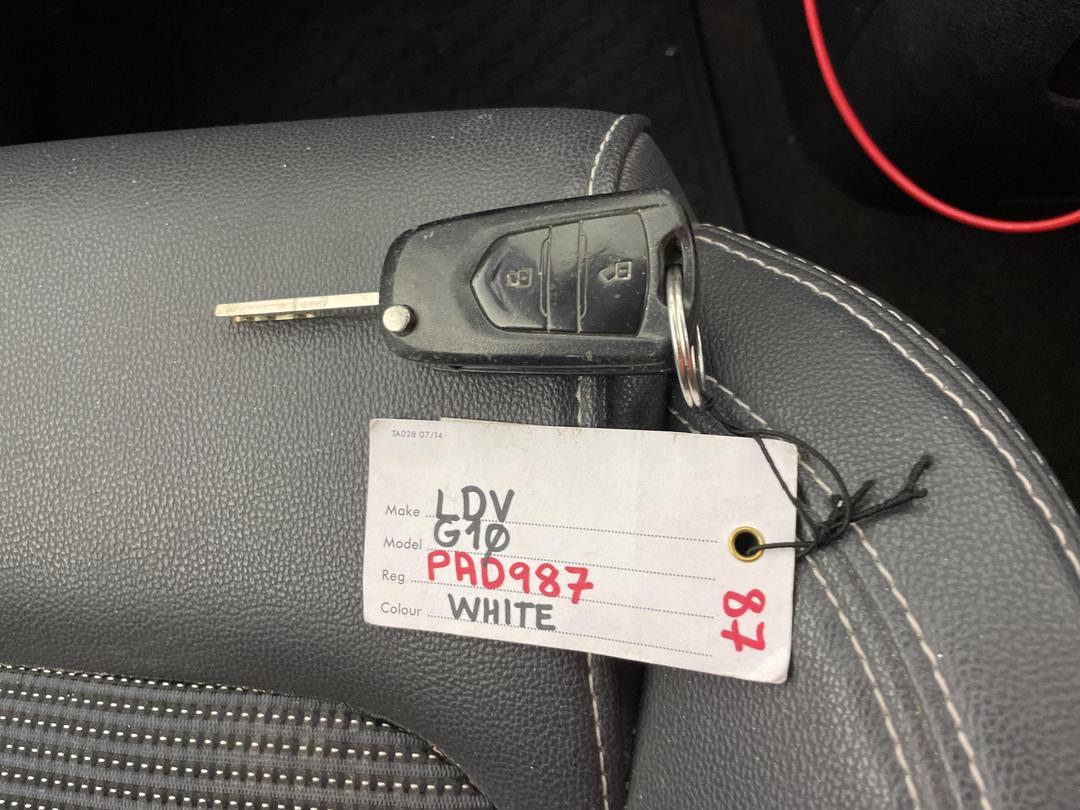 TA028 07/14
Make LDV
Model G10
Reg PAD987
Colour WHITE
87